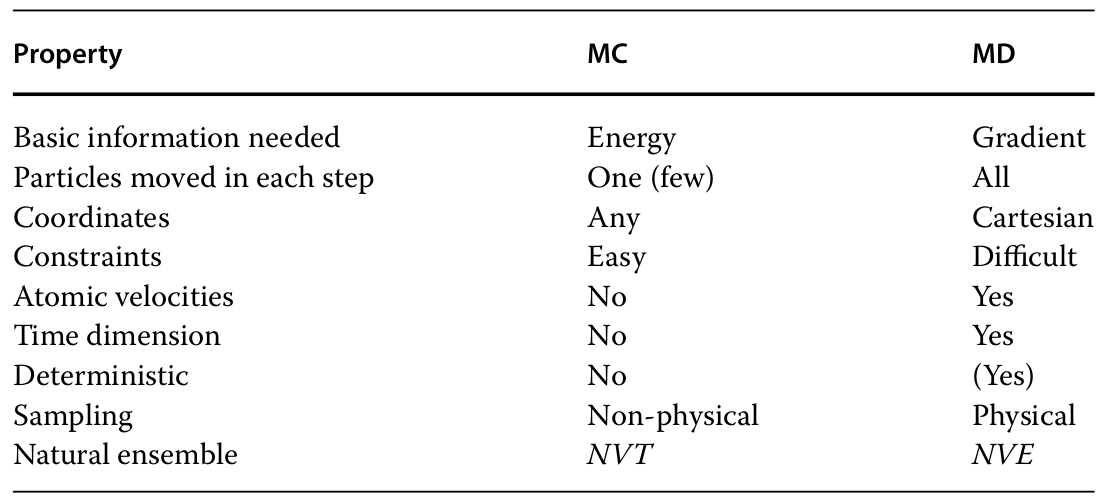 Property MC MD
Basic information needed Energy Gradient
Particles moved in each step One (few) All
Coordinates Any Cartesian
Constraints Easy Difficult
Atomic velocities No Yes
Time dimension No Yes
Deterministic No (Yes)
Sampling Non-physical Physical
Natural ensemble NVT NVE